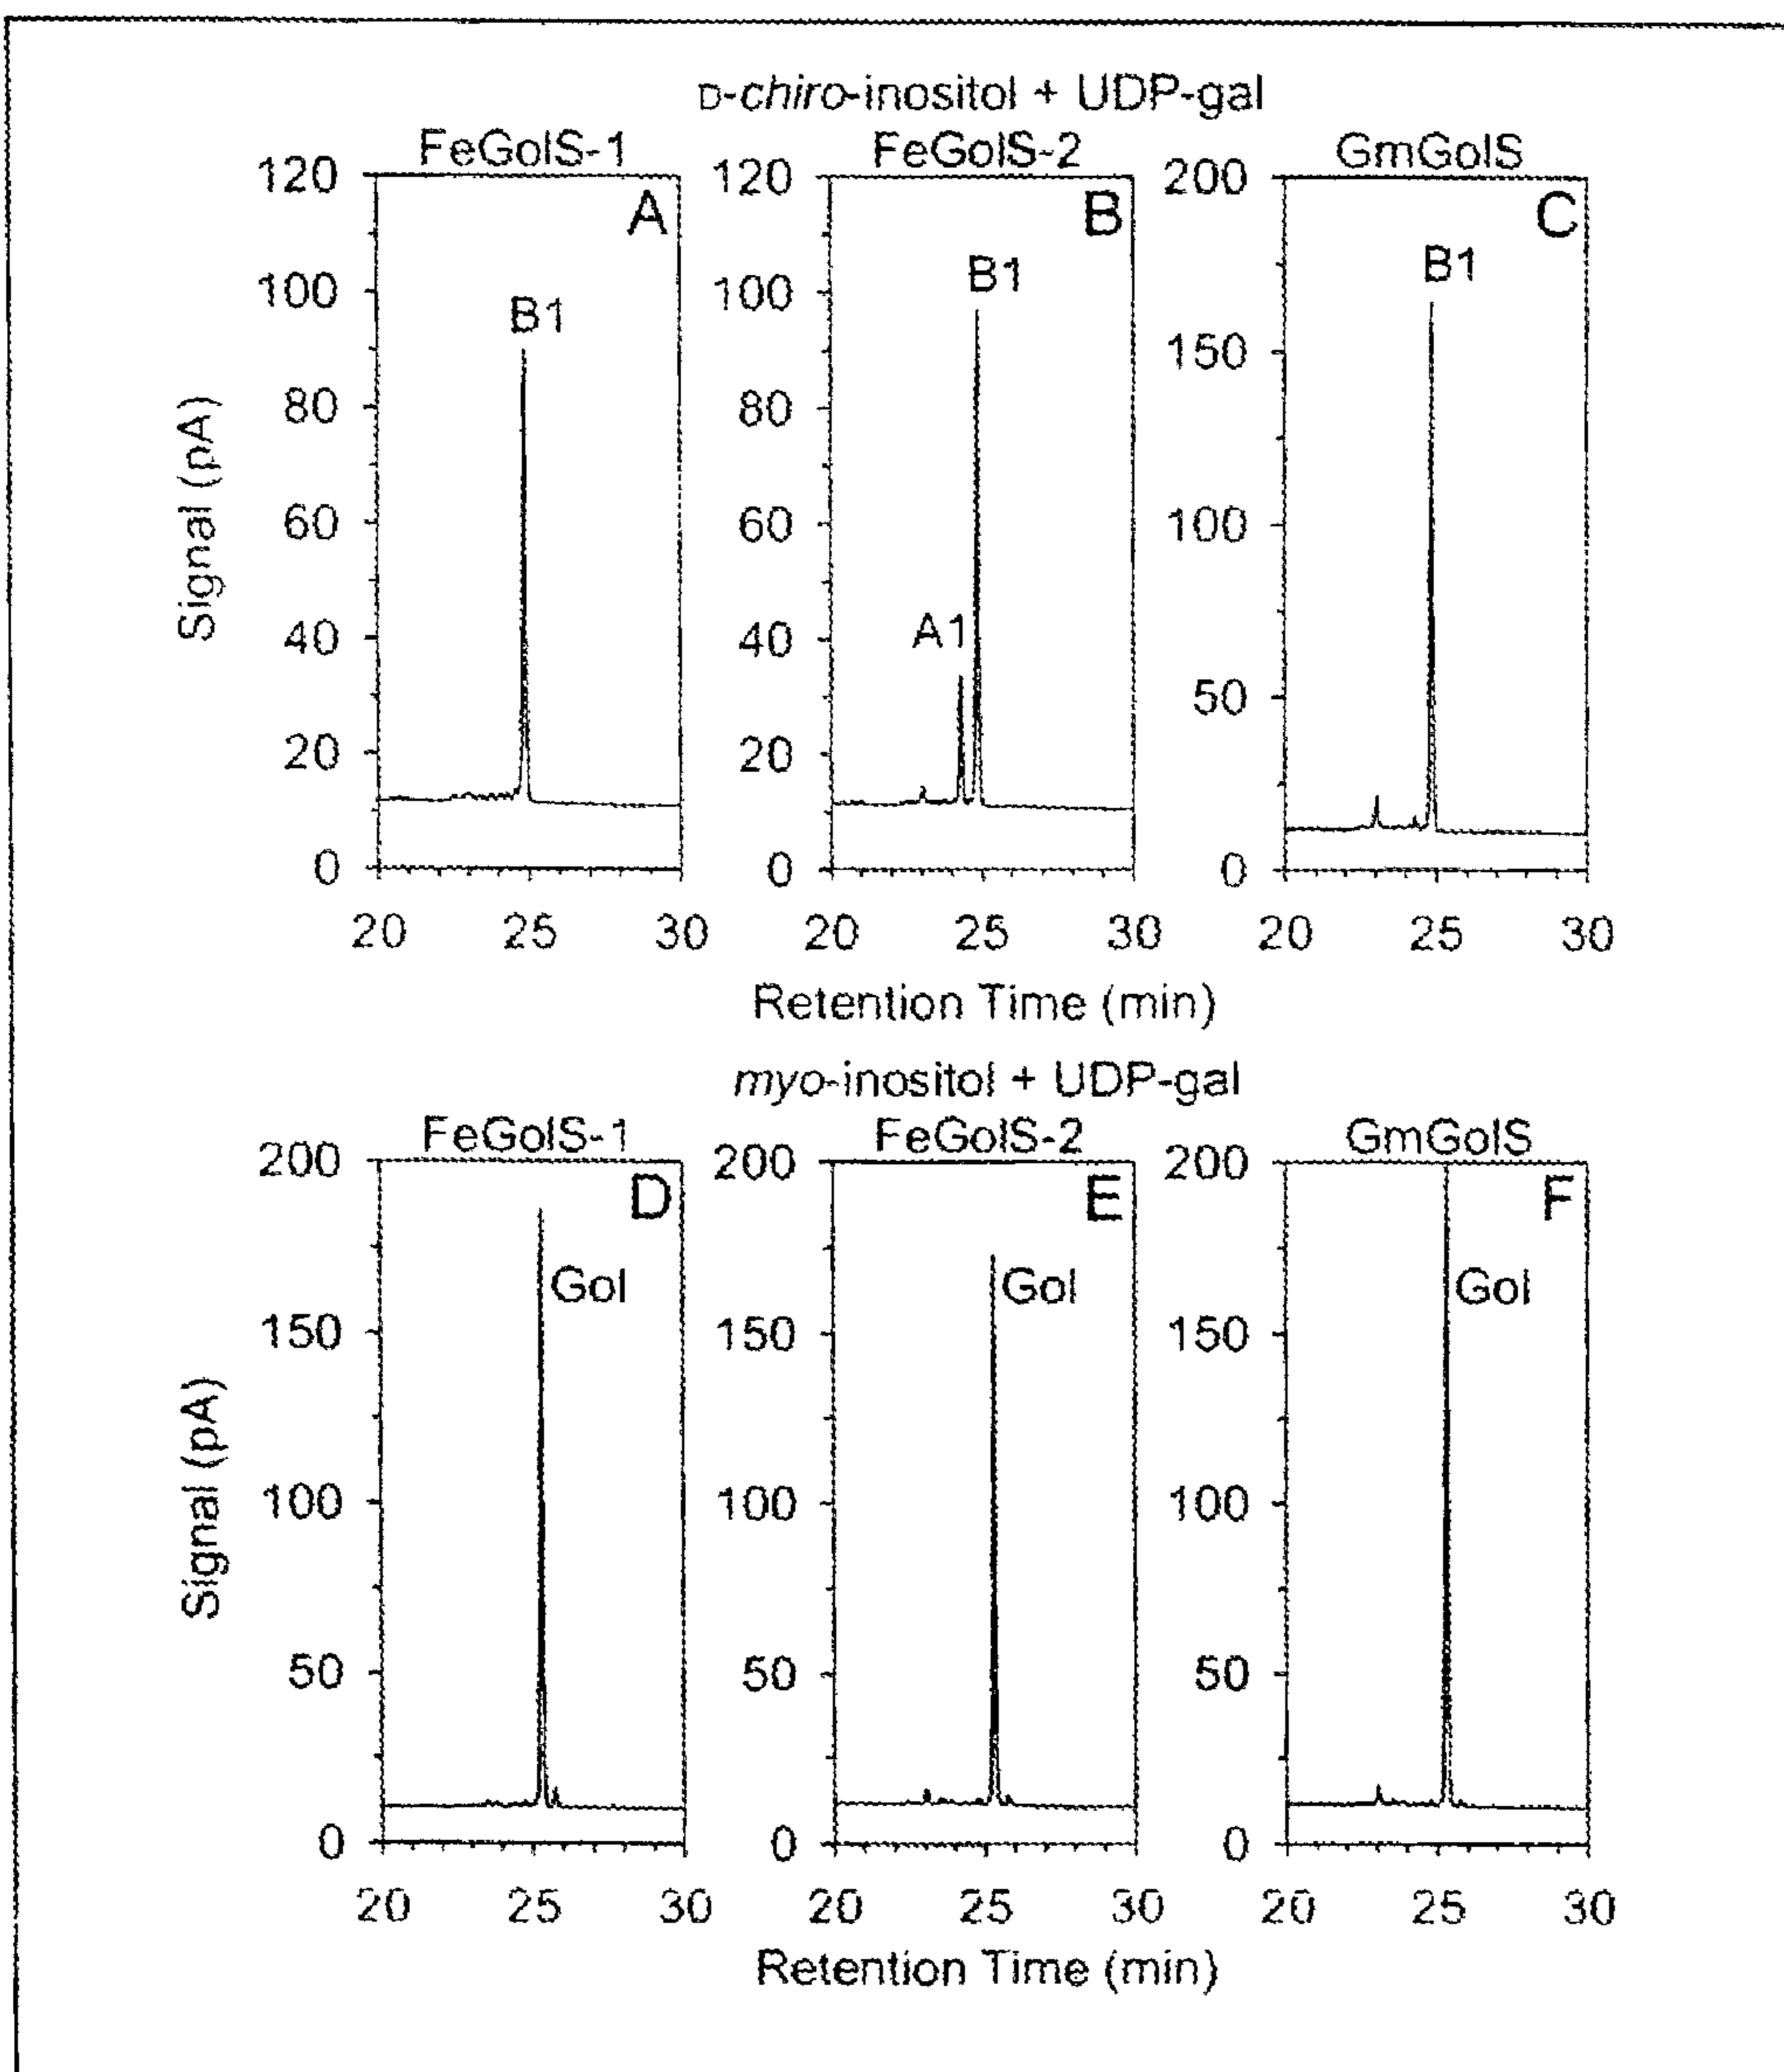 D-chiro-inositol + UDP-gal
FeGolS-1 FeGolS-2 GmGolS
120 120 200
A B C
B1 B1 B1
100 100 150
80 80
60 60 100
A1
40 40 50
20 20
0 0 0
Signal (pA)
20 25 30 20 25 30 20 25 30
Retention Time (min)
myo-inositol + UDP-gal
FeGolS-1 FeGolS-2 GmGolS
200 200 200
D E F
Gol Gol Gol
150 150 150
100 100 100
50 50 50
0 0 0
Signal (pA)
20 25 30 20 25 30 20 25 30
Retention Time (min)